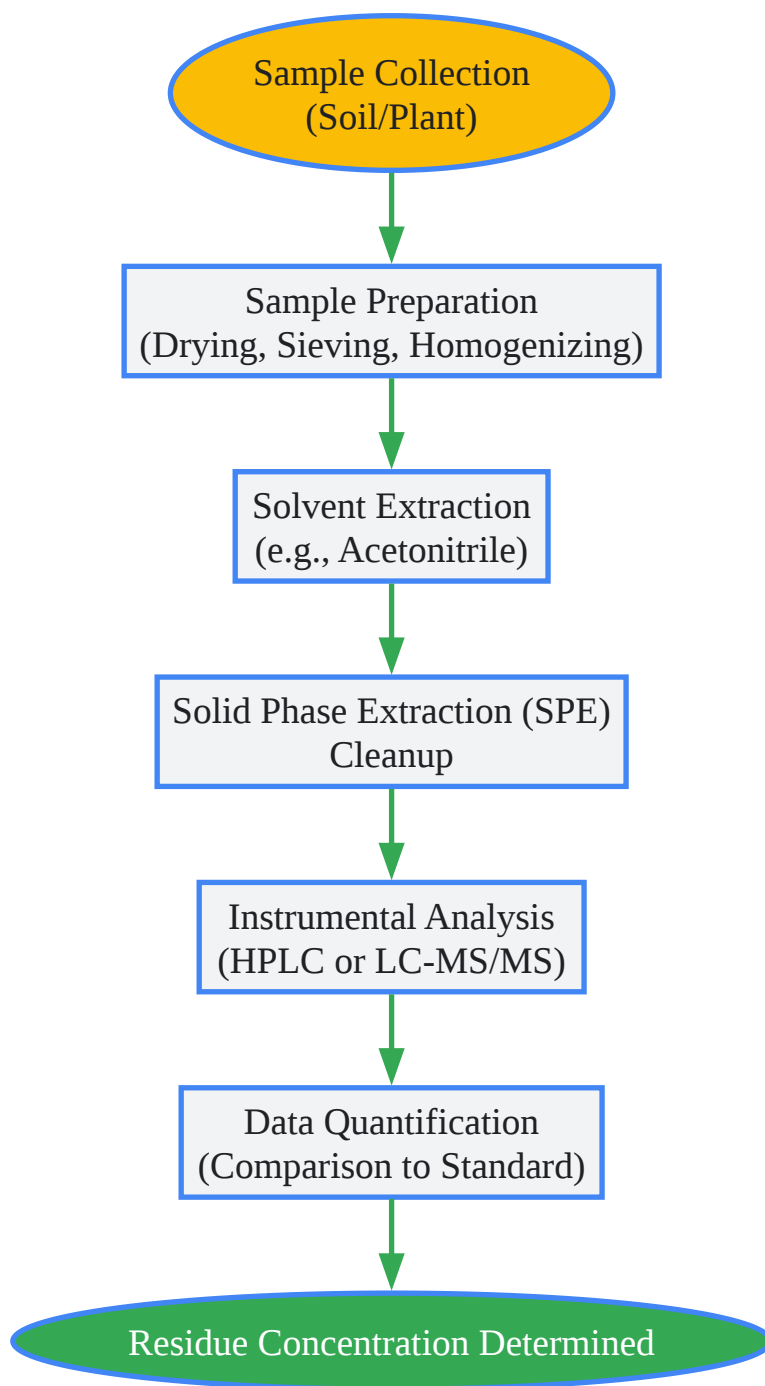 Sample Collection
(Soil/Plant)
Sample Preparation
(Drying, Sieving, Homogenizing)
Solvent Extraction
(e.g., Acetonitrile)
Solid Phase Extraction (SPE)
Cleanup
Instrumental Analysis
(HPLC or LC-MS/MS)
Data Quantification
(Comparison to Standard)
Residue Concentration Determined